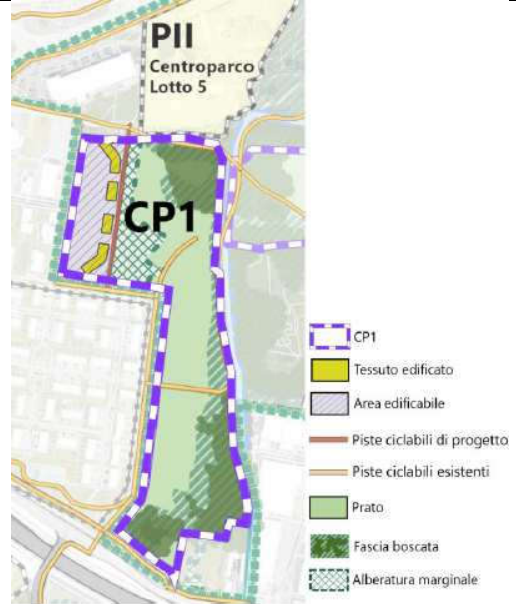 PII
Centroparco
Lotto 5
CP1
CP1
Tessuto edificato
Area edificabile
Piste ciclabili di progetto
Piste ciclabili esistenti
Prato
Fascia boscata
Alberatura marginale